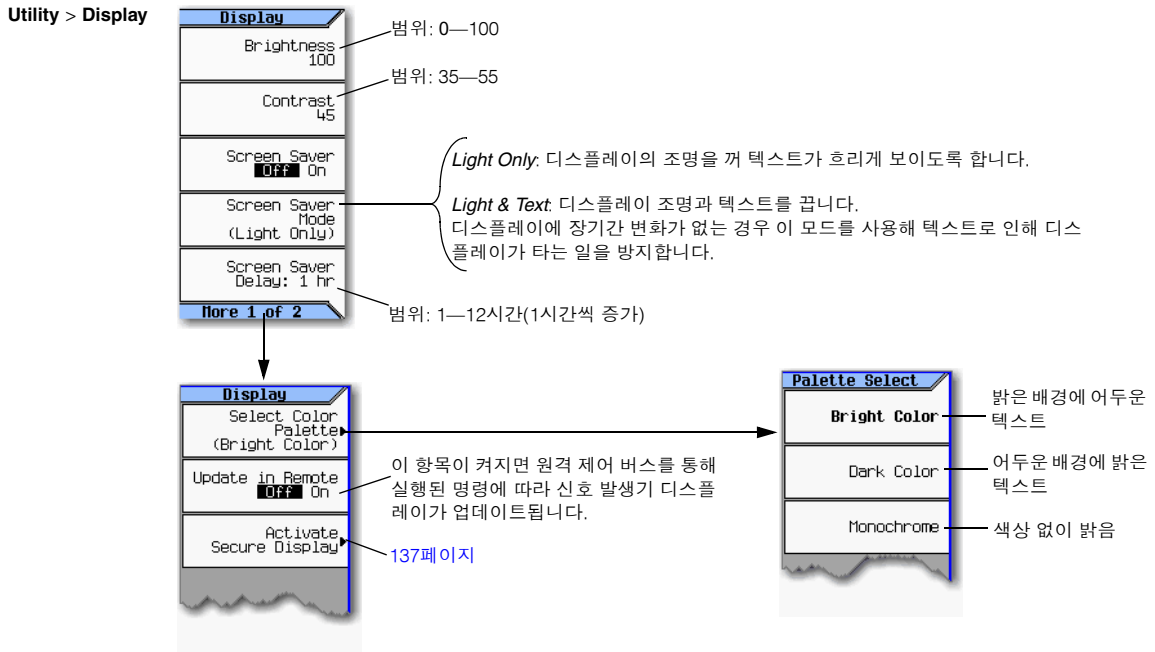 Utility > Display
Display
Brightness
100
범위: 0—100
Contrast
45
범위: 35—55
Screen Saver
Off On
Screen Saver
Mode
(Light Only)
Light Only: 디스플레이의 조명을 꺼 텍스트가 흐리게 보이도록 합니다.
Light & Text: 디스플레이 조명과 텍스트를 끕니다.
디스플레이에 장기간 변화가 없는 경우 이 모드를 사용해 텍스트로 인해 디스
플레이가 타는 일을 방지합니다.
Screen Saver
Delay: 1 hr
범위: 1—12시간(1시간씩 증가)
More 1 of 2
Display
Select Color
Palette
(Bright Color)
Update in Remote
Off On
이 항목이 켜지면 원격 제어 버스를 통해
실행된 명령에 따라 신호 발생기 디스플
레이가 업데이트됩니다.
Activate
Secure Display
137페이지
Palette Select
Bright Color
밝은 배경에 어두운
텍스트
Dark Color
어두운 배경에 밝은
텍스트
Monochrome
색상 없이 밝음